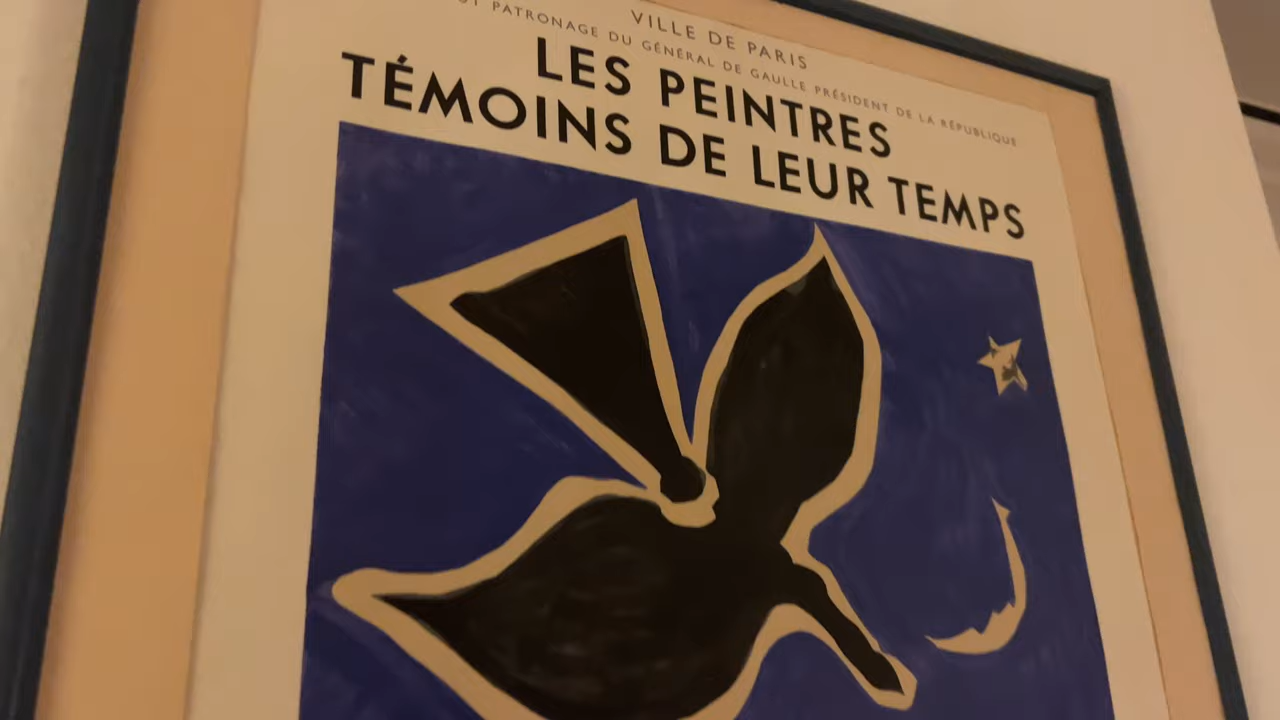 VILLE DE PARIS
PATRONAGE DU GÉNÉRAL DE GAULLE PRÉSIDENT DE LA RÉPUBLIQUE
LES PEINTRES
TÉMOINS DE LEUR TEMPS